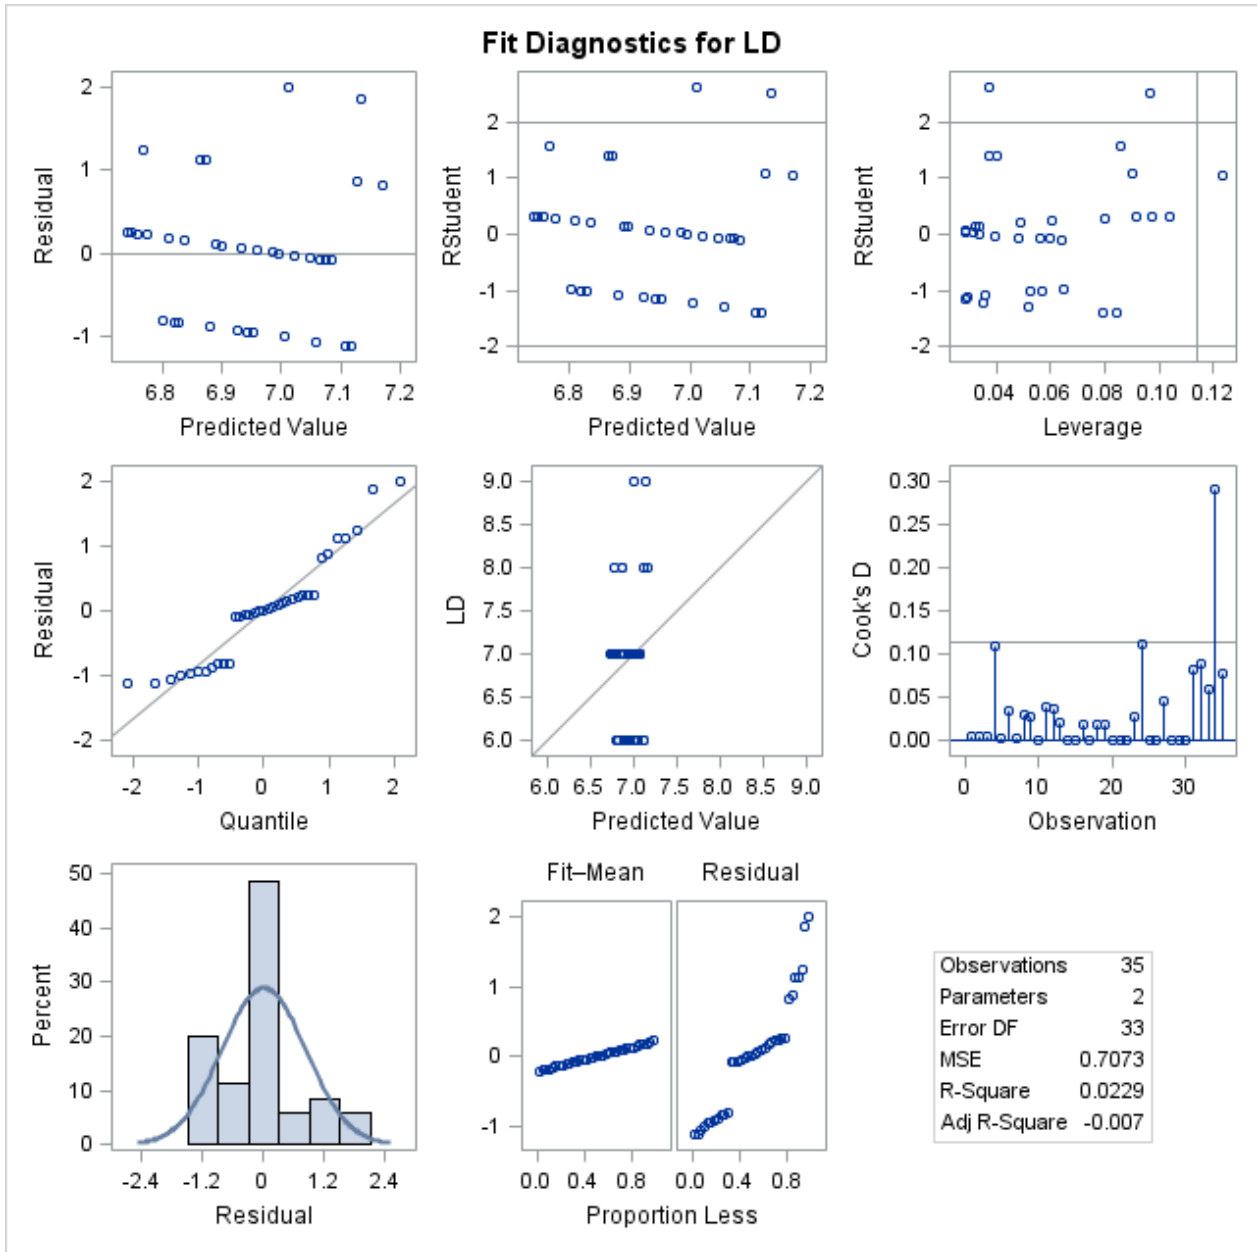 Fit Diagnostics for LD
2
1
0
-1
Residual
6.8 6.9 7.0 7.1 7.2
Predicted Value
2
1
0
-1
-2
RStudent
6.8 6.9 7.0 7.1 7.2
Predicted Value
2
1
0
-1
-2
RStudent
0.04 0.06 0.08 0.10 0.12
Leverage
2
1
0
-1
-2
Residual
-2 -1 0 1 2
Quantile
9.0
8.5
8.0
7.5
7.0
6.5
6.0
LD
6.0 6.5 7.0 7.5 8.0 8.5 9.0
Predicted Value
0.30
0.25
0.20
0.15
0.10
0.05
0.00
Cook's D
0 10 20 30
Observation
50
40
30
20
10
0
Percent
-2.4 -1.2 0 1.2 2.4
Residual
Fit–Mean Residual
2
1
0
-1
0.0 0.4 0.8 0.0 0.4 0.8
Proportion Less
Observations 35
Parameters 2
Error DF 33
MSE 0.7073
R-Square 0.0229
Adj R-Square -0.007